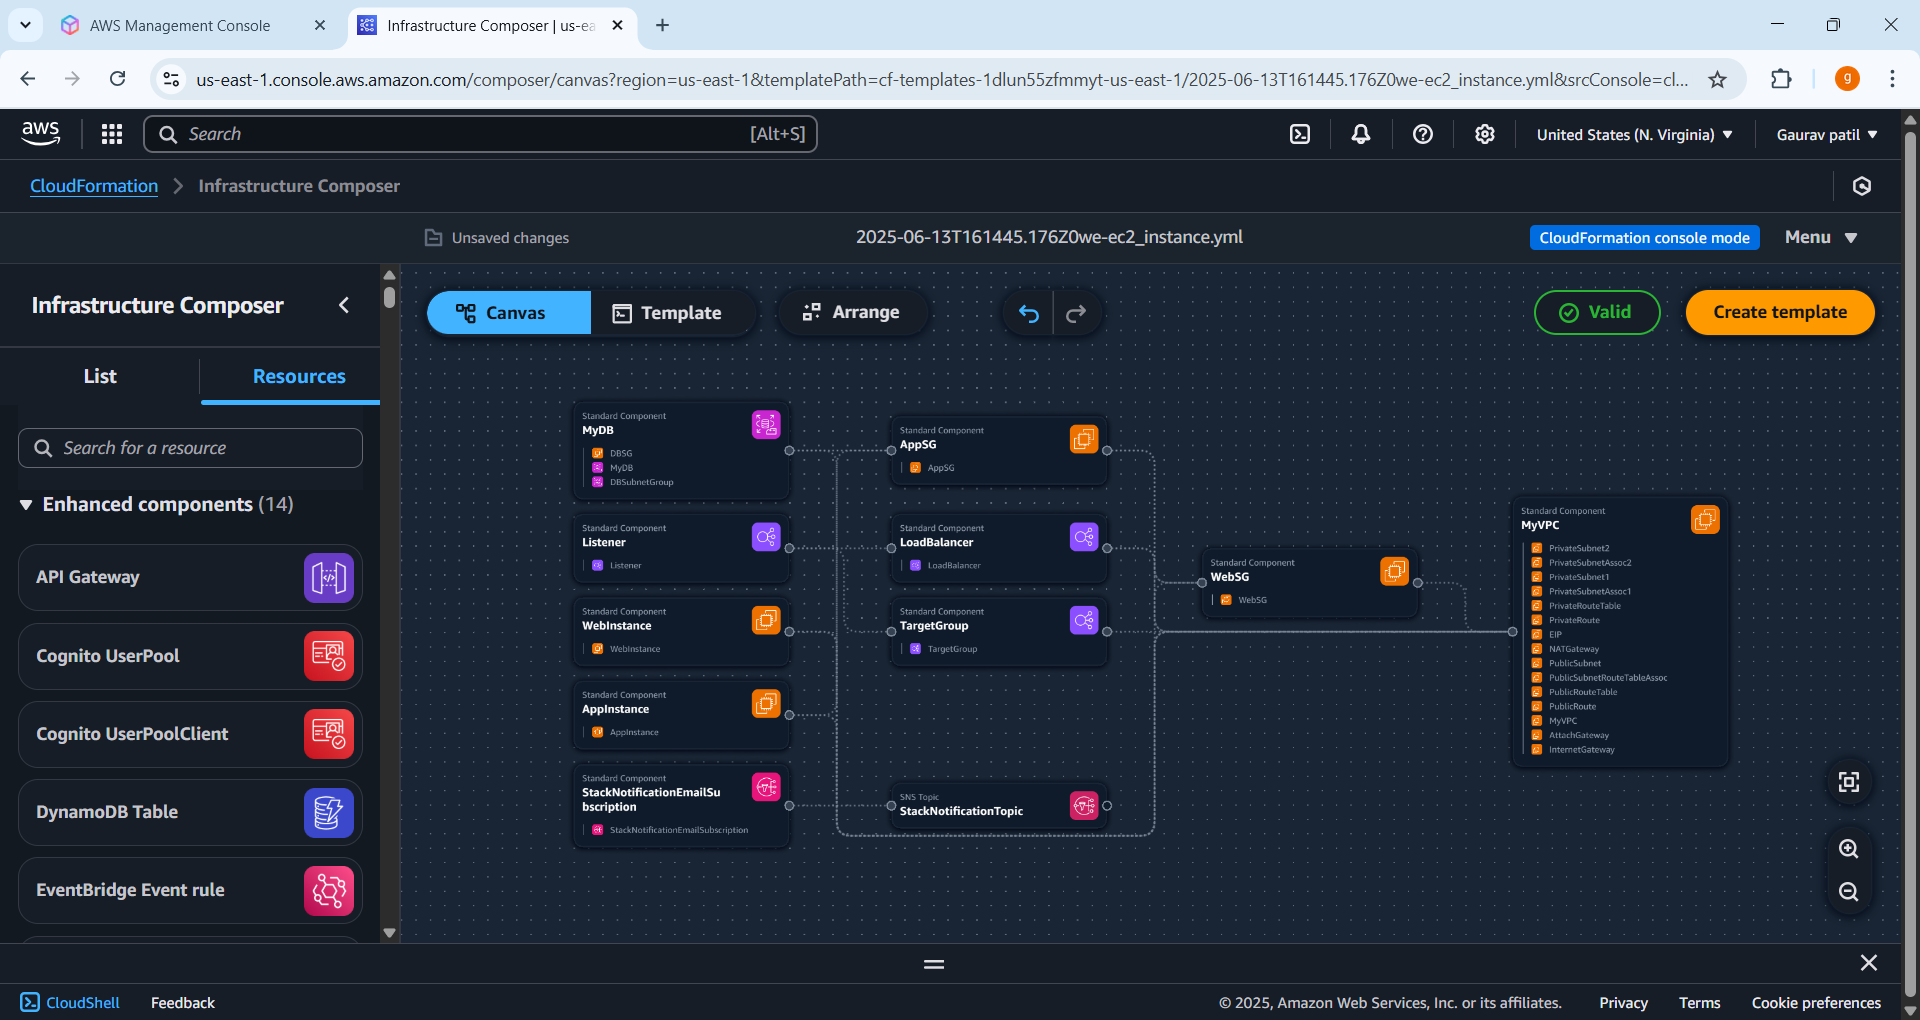 AWS Management Console
Infrastructure Composer | us-ea
us-east-1.console.aws.amazon.com/composer/canvas?region=us-east-1&templatePath=cf-templates-1dlun55zfmmyt-us-east-1/2025-06-13T161445.176Z0we-ec2_instance.yml&srcConsole=cl...
g
aws
Search
[Alt+S]
United States (N. Virginia)
Gaurav patil
CloudFormation
Infrastructure Composer
Unsaved changes
2025-06-13T161445.176Z0we-ec2_instance.yml
CloudFormation console mode
Menu
Infrastructure Composer
List
Resources
Search for a resource
Enhanced components (14)
API Gateway
Cognito UserPool
Cognito UserPoolClient
DynamoDB Table
EventBridge Event rule
Canvas
Template
Arrange
Valid
Create template
Standard Component
MyDB
DBSG
MyDB
DBSubnetGroup
Standard Component
Listener
Listener
Standard Component
WebInstance
WebInstance
Standard Component
AppInstance
AppInstance
Standard Component
StackNotificationEmailSu
bscription
StackNotificationEmailSubscription
Standard Component
AppSG
AppSG
Standard Component
LoadBalancer
LoadBalancer
Standard Component
TargetGroup
TargetGroup
SNS Topic
StackNotificationTopic
Standard Component
WebSG
WebSG
Standard Component
MyVPC
PrivateSubnet2
PrivateSubnetAssoc2
PrivateSubnet1
PrivateSubnetAssoc1
PrivateRouteTable
PrivateRoute
EIP
NATGateway
PublicSubnet
PublicSubnetRouteTableAssoc
PublicRouteTable
PublicRoute
MyVPC
AttachGateway
InternetGateway
CloudShell
Feedback
© 2025, Amazon Web Services, Inc. or its affiliates.
Privacy
Terms
Cookie preferences